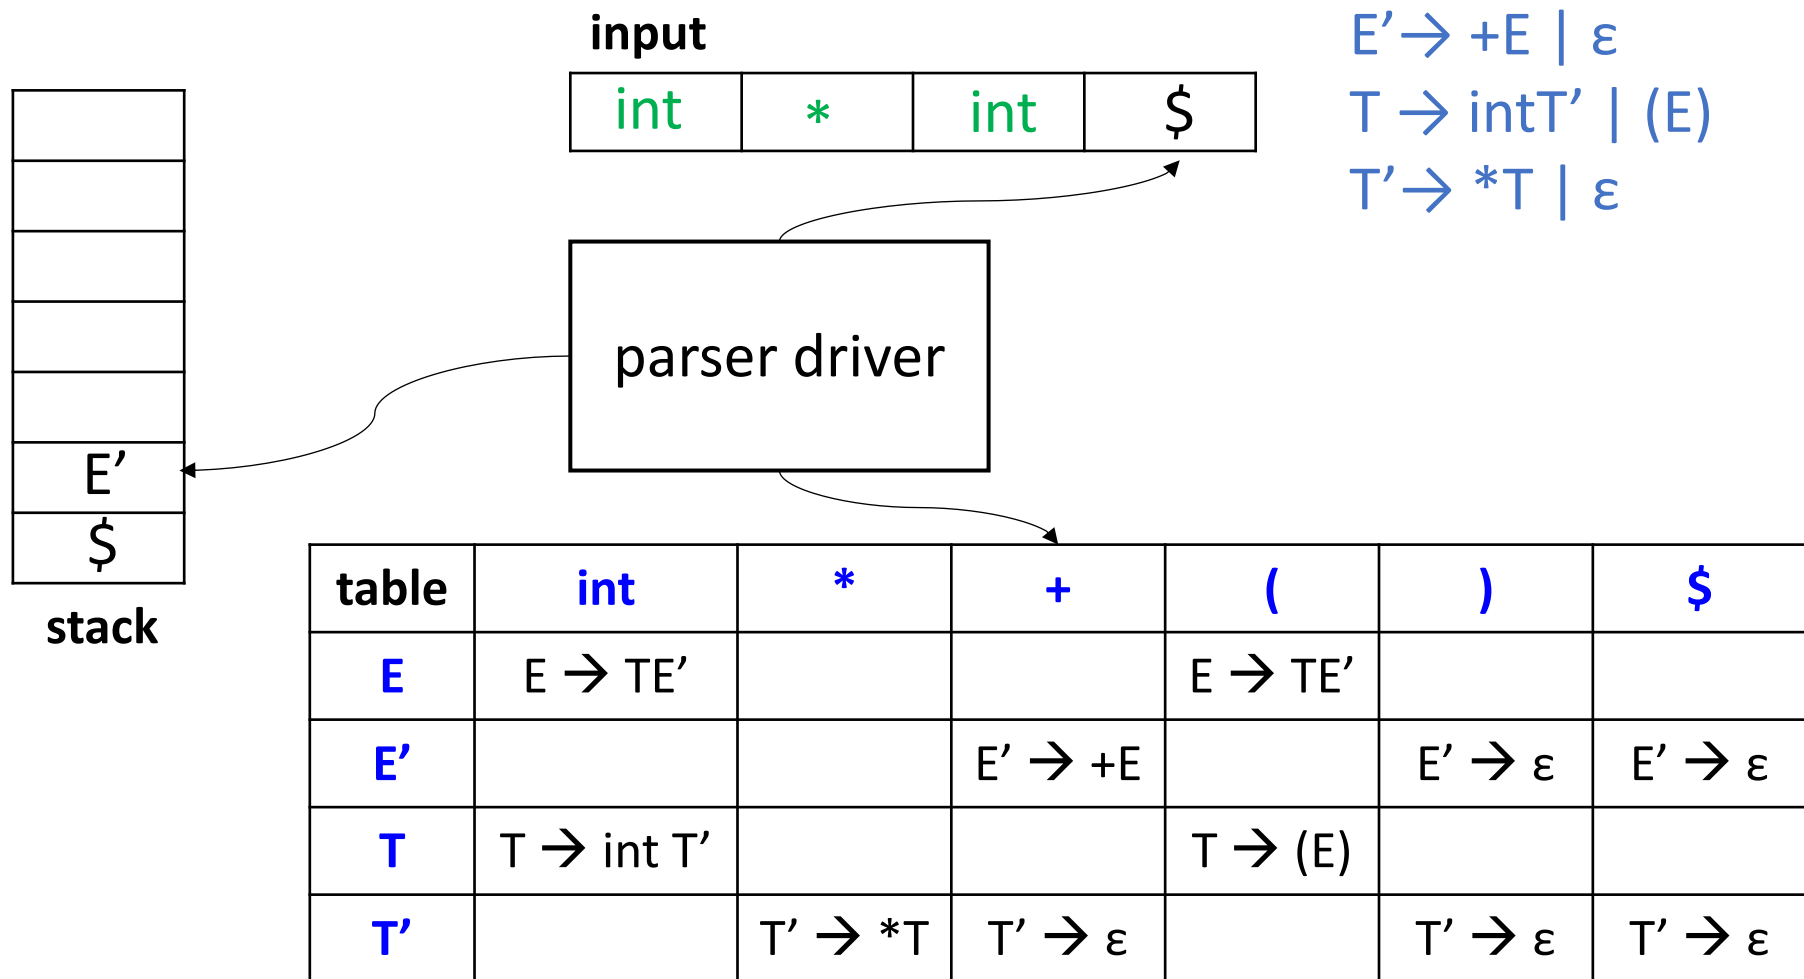 input
int * int $
E’→ +E | ε
T → intT’ | (E)
T’→ *T | ε
parser driver
E’
$
stack
table int * + ( ) $
E E → TE’ E → TE’
E’ E’ → +E E’ → ε E’ → ε
T T → int T’ T → (E)
T’ T’ → *T T’ → ε T’ → ε T’ → ε